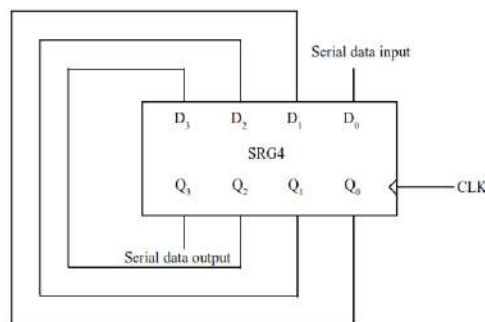 Serial data input
D₃ D₂ D₁ D₀
SRG4
Q₃ Q₂ Q₁ Q₀
CLK
Serial data output